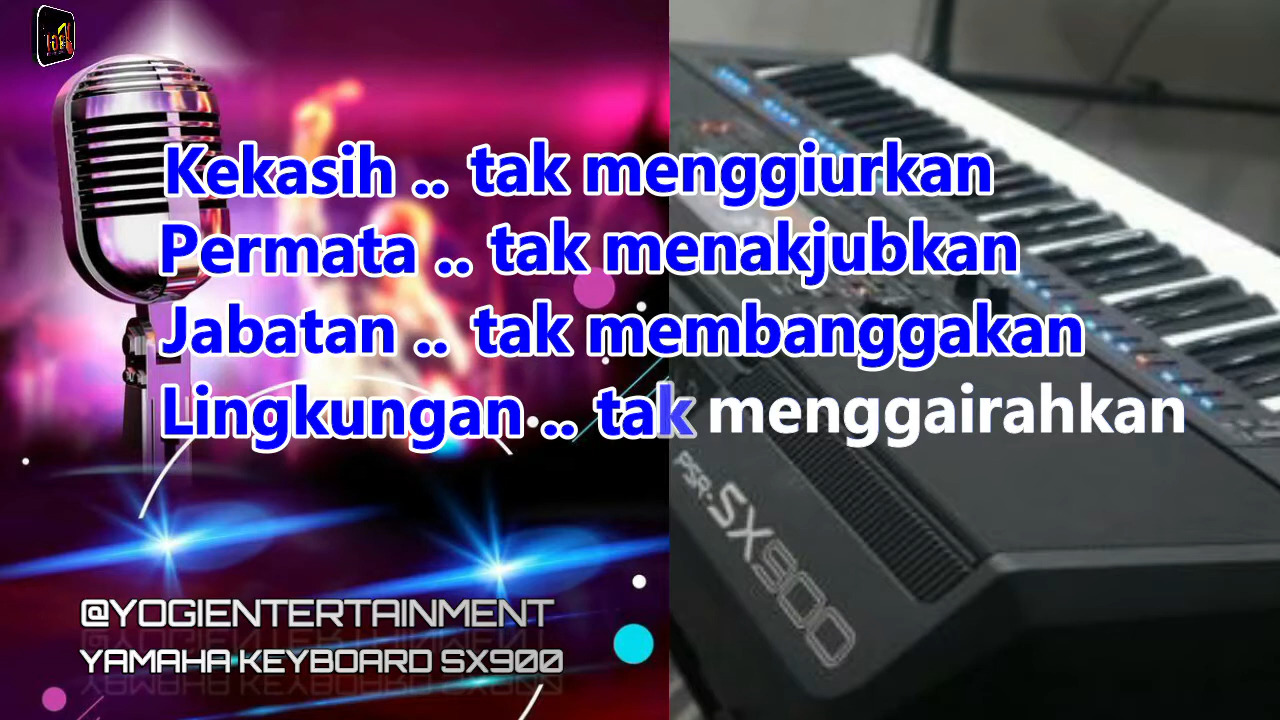 Kekasih .. tak menggiurkan
Permata .. tak menakjubkan
Jabatan .. tak membanggakan
Lingkungan .. tak menggairahkan
PSR-SX900
@YOGIENTERTAINMENT
YAMAHA KEYBOARD SX900